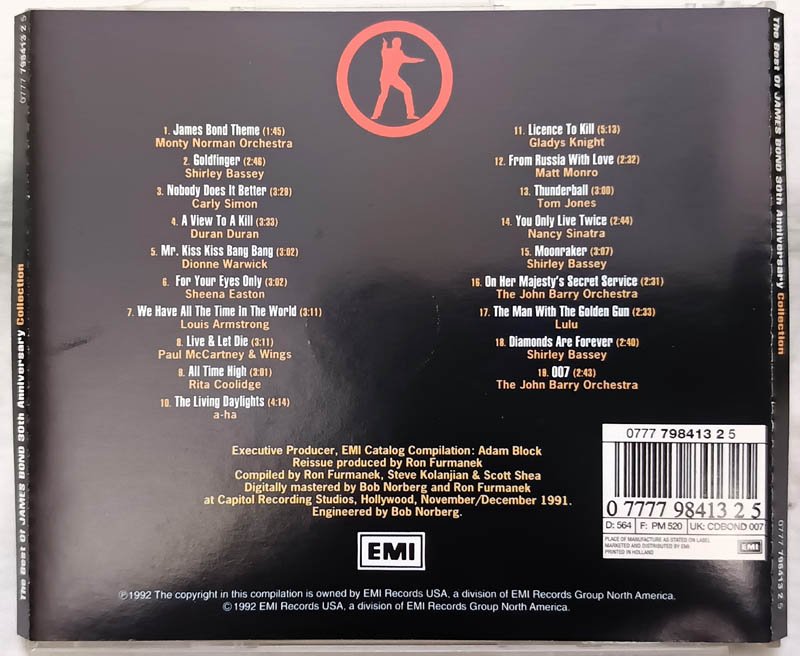 0777 798413 2 5
The Best Of JAMES BOND 30th Anniversary Collection
1. James Bond Theme (1:45)
Monty Norman Orchestra
2. Goldfinger (2:46)
Shirley Bassey
3. Nobody Does It Better (3:29)
Carly Simon
4. A View To A Kill (3:33)
Duran Duran
5. Mr. Kiss Kiss Bang Bang (3:02)
Dionne Warwick
6. For Your Eyes Only (3:02)
Sheena Easton
7. We Have All The Time In The World (3:11)
Louis Armstrong
8. Live & Let Die (3:11)
Paul McCartney & Wings
9. All Time High (3:01)
Rita Coolidge
10. The Living Daylights (4:14)
a-ha
11. Licence To Kill (5:13)
Gladys Knight
12. From Russia With Love (2:32)
Matt Monro
13. Thunderball (3:00)
Tom Jones
14. You Only Live Twice (2:44)
Nancy Sinatra
15. Moonraker (3:07)
Shirley Bassey
16. On Her Majesty's Secret Service (2:31)
The John Barry Orchestra
17. The Man With The Golden Gun (2:33)
Lulu
18. Diamonds Are Forever (2:40)
Shirley Bassey
19. 007 (2:43)
The John Barry Orchestra
Executive Producer, EMI Catalog Compilation: Adam Block
Reissue produced by Ron Furmanek
Compiled by Ron Furmanek, Steve Kolanjian & Scott Shea
Digitally mastered by Bob Norberg and Ron Furmanek
at Capitol Recording Studios, Hollywood, November/December 1991.
Engineered by Bob Norberg.
EMI
℗1992 The copyright in this compilation is owned by EMI Records USA, a division of EMI Records Group North America.
© 1992 EMI Records USA, a division of EMI Records Group North America.
0777 798413 2 5
0 7777 98413 2 5
D: 564 F: PM 520 UK: CDBOND 007
PLACE OF MANUFACTURE AS STATED ON LABEL
MARKETED AND DISTRIBUTED BY EMI
PRINTED IN HOLLAND
EMI
The Best Of JAMES BOND 30th Anniversary Collection
0777 798413 2 5